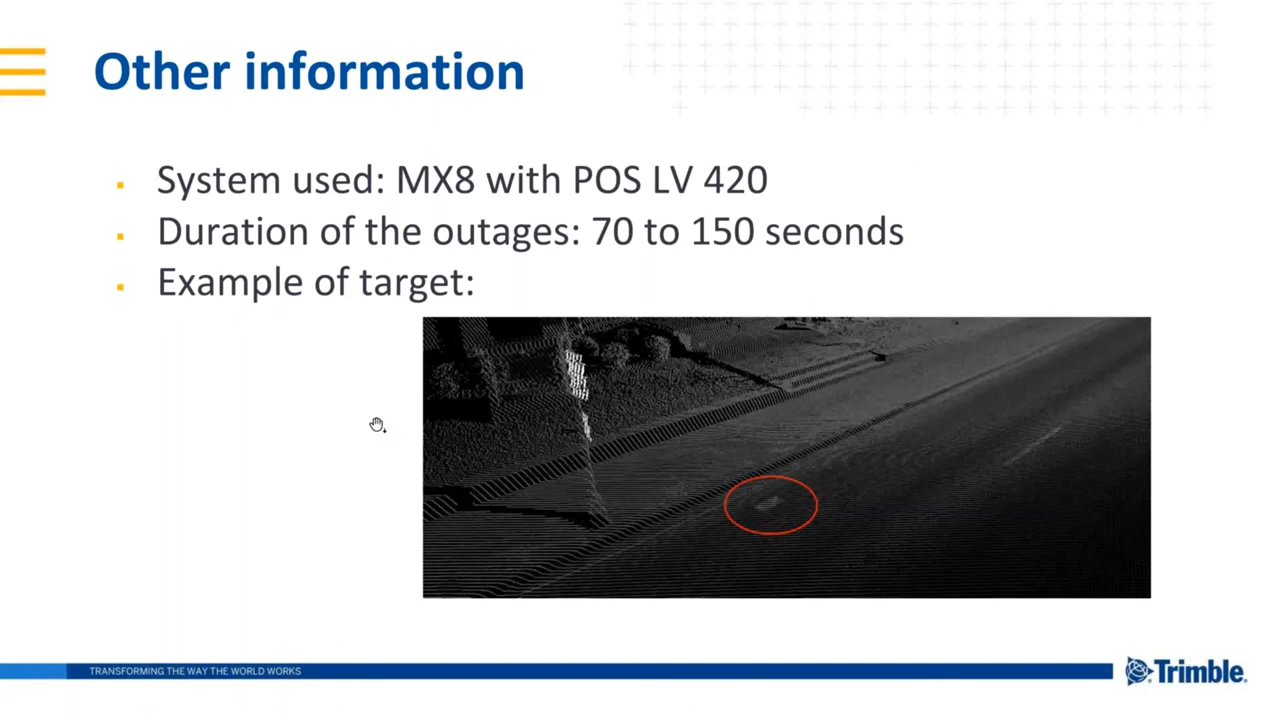 Other information
System used: MX8 with POS LV 420
Duration of the outages: 70 to 150 seconds
Example of target:
TRANSFORMING THE WAY THE WORLD WORKS
Trimble